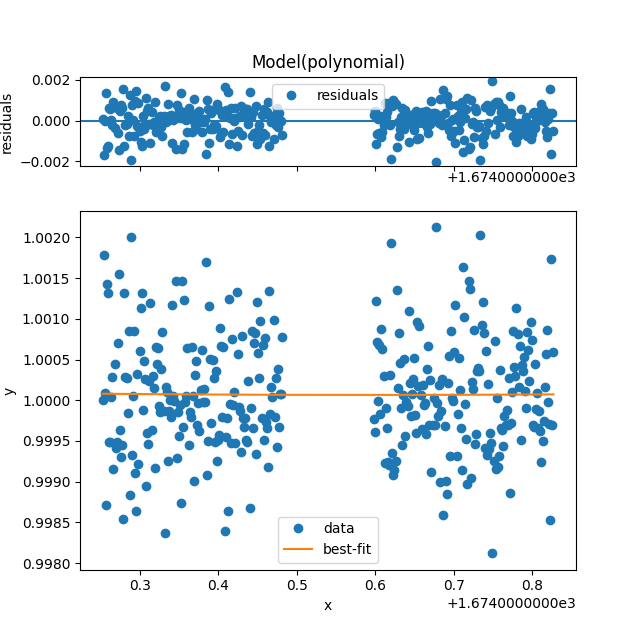 Model(polynomial)
0.002
0.000
−0.002
residuals
residuals
+1.6740000000e3
1.0020
1.0015
1.0010
1.0005
1.0000
0.9995
0.9990
0.9985
0.9980
y
data
best-fit
0.3 0.4 0.5 0.6 0.7 0.8
x
+1.6740000000e3